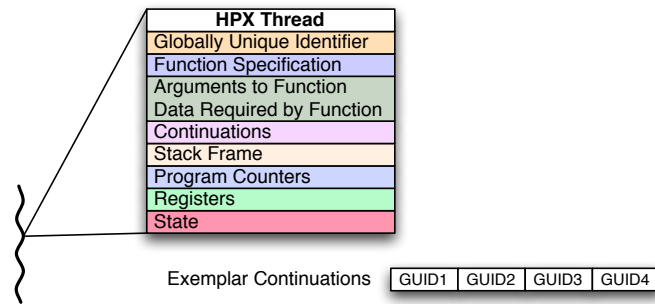 HPX Thread
Globally Unique Identifier
Function Specification
Arguments to Function
Data Required by Function
Continuations
Stack Frame
Program Counters
Registers
State
Exemplar Continuations GUID1 GUID2 GUID3 GUID4